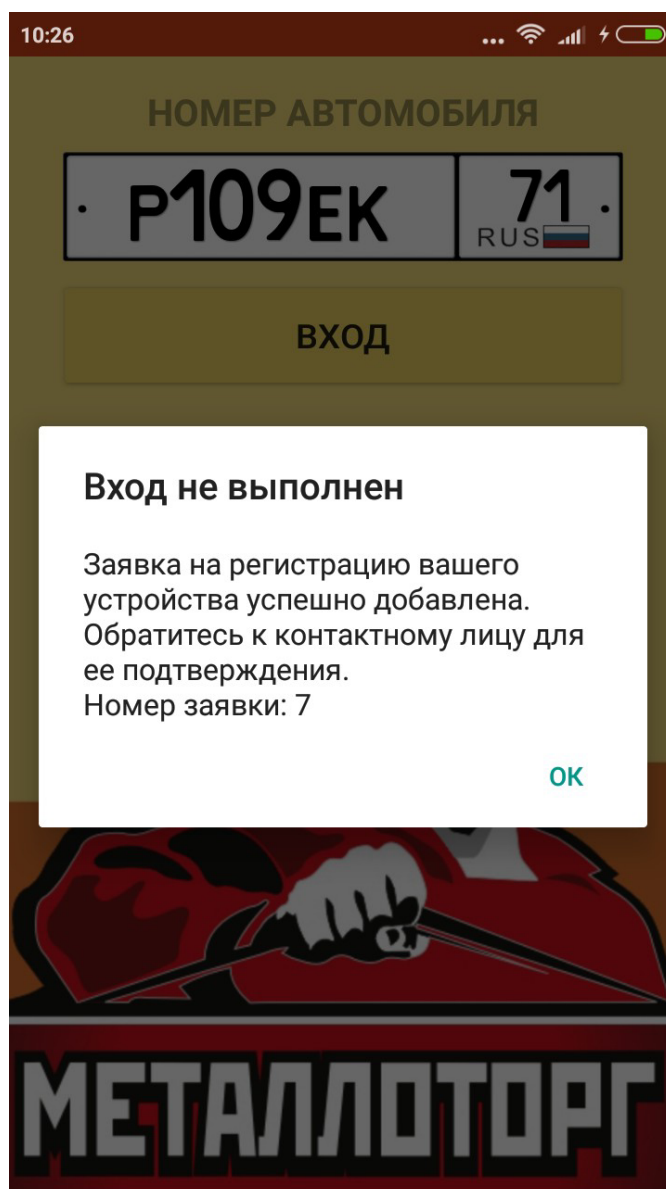 10:26
НОМЕР АВТОМОБИЛЯ
Р109ЕК 71
RUS
ВХОД
Вход не выполнен
Заявка на регистрацию вашего
устройства успешно добавлена.
Обратитесь к контактному лицу для
ее подтверждения.
Номер заявки: 7
ОК
МЕТАЛЛОТОРГ